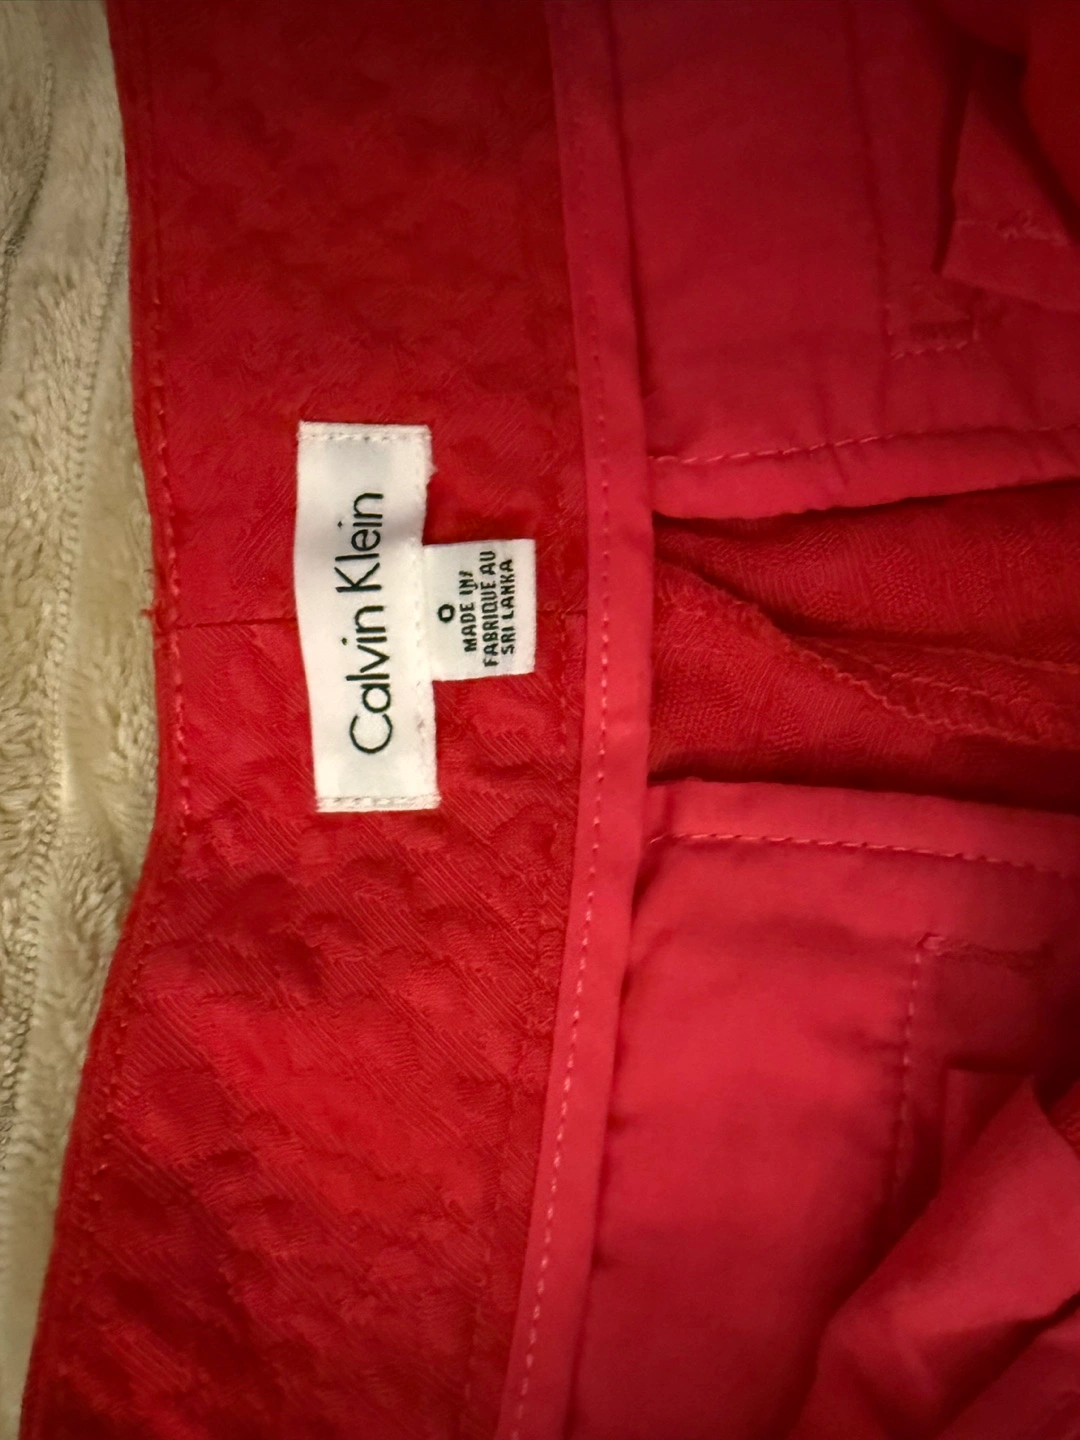 Calvin Klein
0
MADE IN/
FABRIQUE AU
SRI LANKA